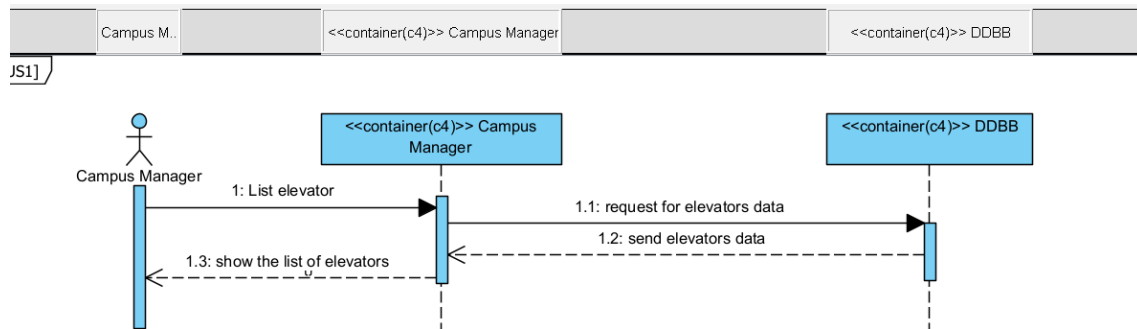 Campus M.. <<container(c4)>> Campus Manager <<container(c4)>> DDBB
JS1]
<<container(c4)>> Campus
Manager
<<container(c4)>> DDBB
Campus Manager
1: List elevator
1.1: request for elevators data
1.2: send elevators data
1.3: show the list of elevators